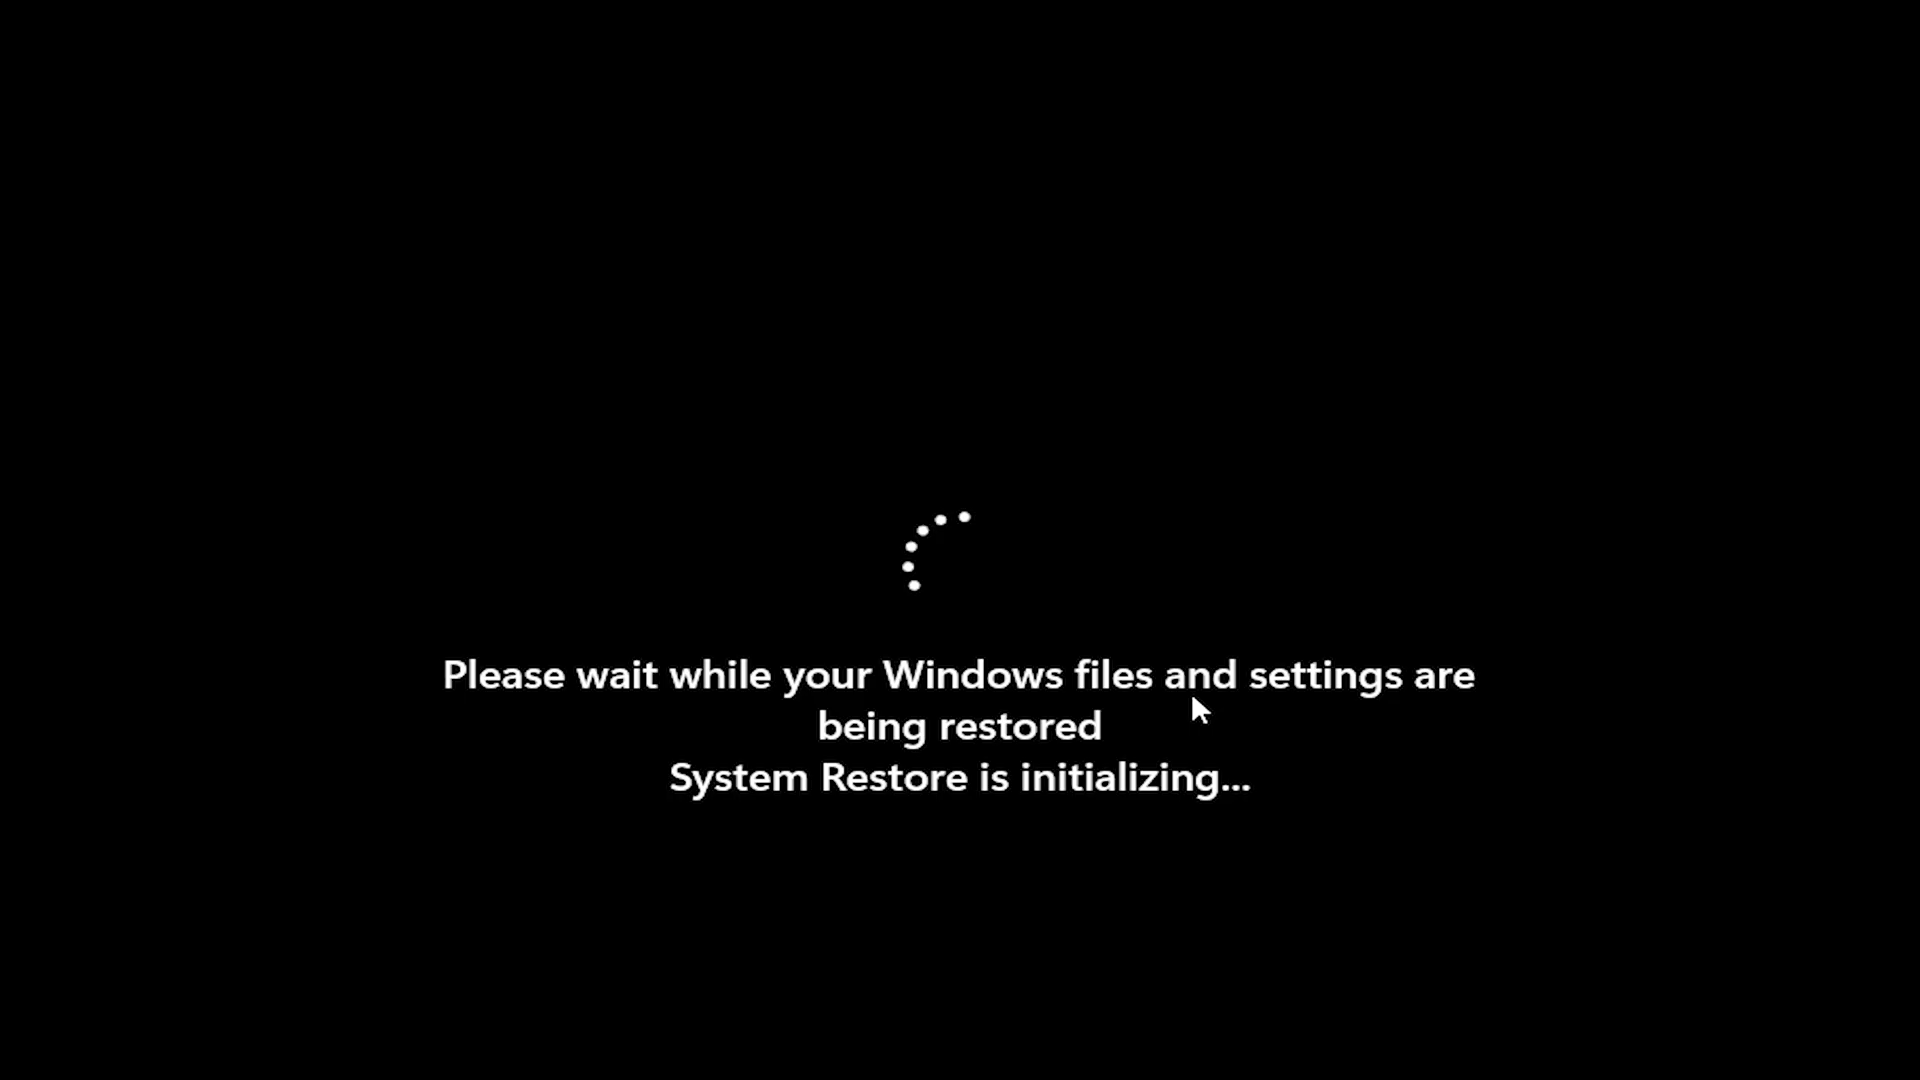 Please wait while your Windows files and settings are
being restored
System Restore is initializing...